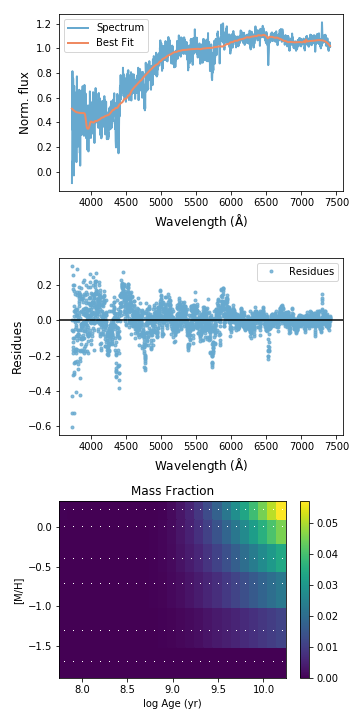 Norm. flux
1.2
1.0
0.8
0.6
0.4
0.2
0.0
Spectrum
Best Fit
4000 4500 5000 5500 6000 6500 7000 7500
Wavelength (Å)
Residues
0.2
0.0
−0.2
−0.4
−0.6
Residues
4000 4500 5000 5500 6000 6500 7000 7500
Wavelength (Å)
Mass Fraction
[M/H]
0.0
−0.5
−1.0
−1.5
8.0 8.5 9.0 9.5 10.0
log Age (yr)
0.05
0.04
0.03
0.02
0.01
0.00